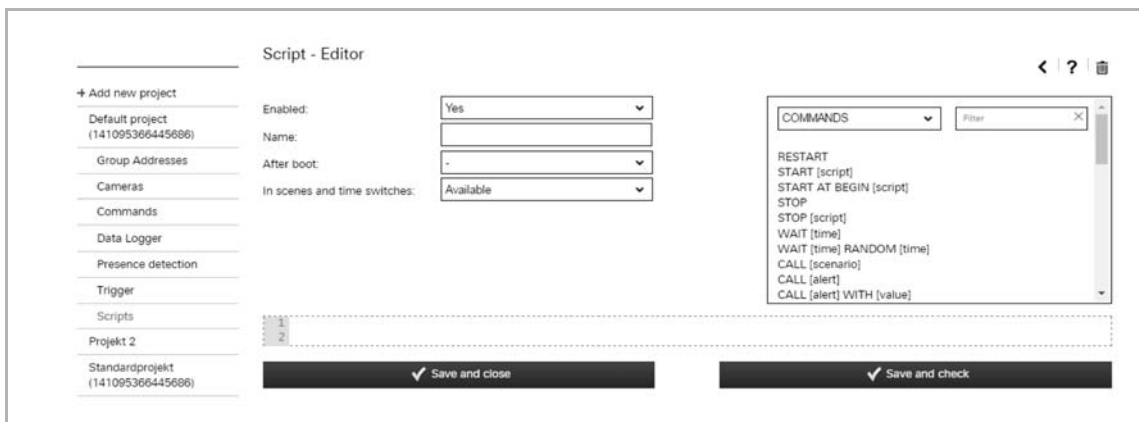 Script - Editor
?
+ Add new project
Default project
(141095366445686)
Group Addresses
Cameras
Commands
Data Logger
Presence detection
Trigger
Scripts
Projekt 2
Standardprojekt
(141095366445686)
Enabled:
Yes
Name:
After boot:
-
In scenes and time switches:
Available
COMMANDS
Filter
RESTART
START [script]
START AT BEGIN [script]
STOP
STOP [script]
WAIT [time]
WAIT [time] RANDOM [time]
CALL [scenario]
CALL [alert]
CALL [alert] WITH [value]
1
2
Save and close
Save and check